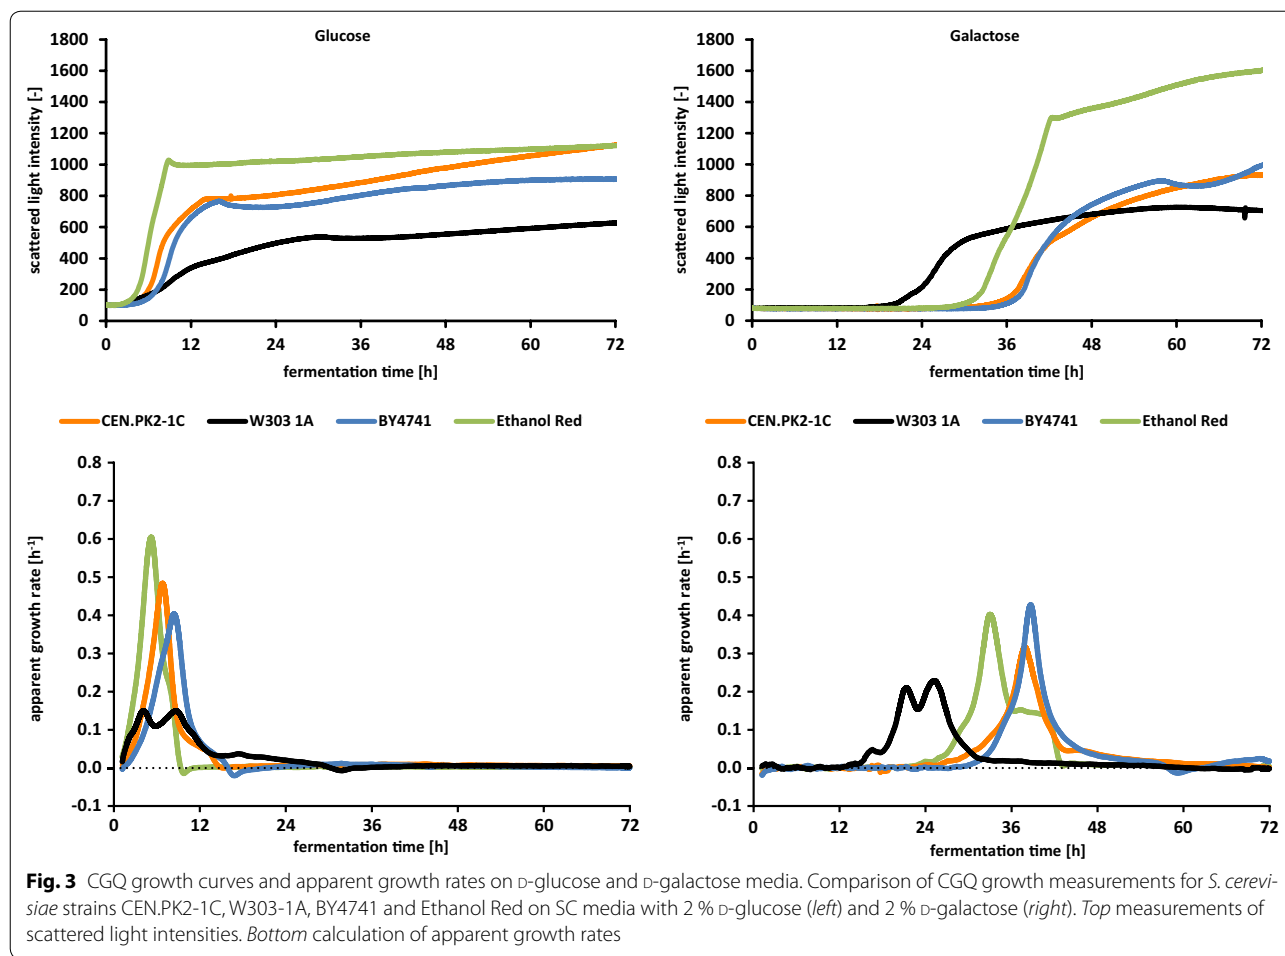 Glucose
1800
1600
1400
1200
1000
800
600
400
200
0
scattered light intensity [-]
0 12 24 36 48 60 72
fermentation time [h]
Galactose
1800
1600
1400
1200
1000
800
600
400
200
0
scattered light intensity [-]
0 12 24 36 48 60 72
fermentation time [h]
CEN.PK2-1C W303 1A BY4741 Ethanol Red
CEN.PK2-1C W303 1A BY4741 Ethanol Red
0.8
0.7
0.6
0.5
0.4
0.3
0.2
0.1
0.0
-0.1
apparent growth rate [h⁻¹]
0 12 24 36 48 60 72
fermentation time [h]
0.8
0.7
0.6
0.5
0.4
0.3
0.2
0.1
0.0
-0.1
apparent growth rate [h⁻¹]
0 12 24 36 48 60 72
fermentation time [h]
Fig. 3 CGQ growth curves and apparent growth rates on D-glucose and D-galactose media. Comparison of CGQ growth measurements for S. cerevi-
siae strains CEN.PK2-1C, W303-1A, BY4741 and Ethanol Red on SC media with 2 % D-glucose (left) and 2 % D-galactose (right). Top measurements of
scattered light intensities. Bottom calculation of apparent growth rates